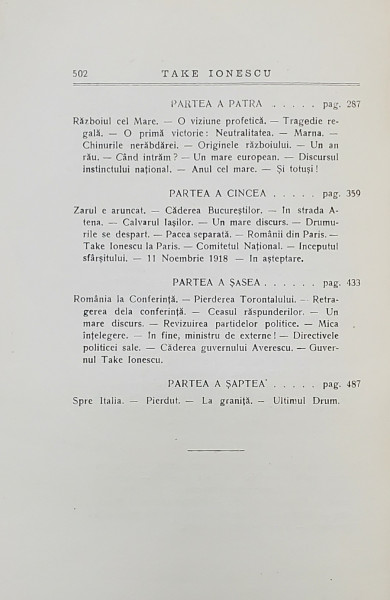 502 TAKE IONESCU
PARTEA A PATRA . . . . . pag. 287
Războiul cel Mare. — O viziune profetică. — Tragedie re-
gală. — O primă victorie: Neutralitatea. — Marna. —
Chinurile nerăbdărei. — Originele războiului. — Un an
rău. — Când intrăm? — Un mare european. — Discursul
instinctului național. — Anul cel mare. — Și totuși!
PARTEA A CINCEA . . . . . pag. 359
Zarul e aruncat. — Căderea Bucureștilor. — In strada A-
tena. — Calvarul Iașilor. — Un mare discurs. — Drumu-
rile se despart. — Pacea separată. — Românii din Paris. —
Take Ionescu la Paris. — Comitetul Național. — Inceputul
sfârșitului. — 11 Noembrie 1918 — In așteptare.
PARTEA A ȘASEA . . . . . . pag. 433
România la Conferință. — Pierderea Torontalului. — Retra-
gerea dela conferință. — Ceasul răspunderilor. — Un
mare discurs. — Revizuirea partidelor politice. — Mica
înțelegere. — In fine, ministru de externe! — Directivele
politicei sale. — Căderea guvernului Averescu. — Guver-
nul Take Ionescu.
PARTEA A ȘAPTEA . . . . . pag. 487
Spre Italia. — Pierdut. — La graniță. — Ultimul Drum.